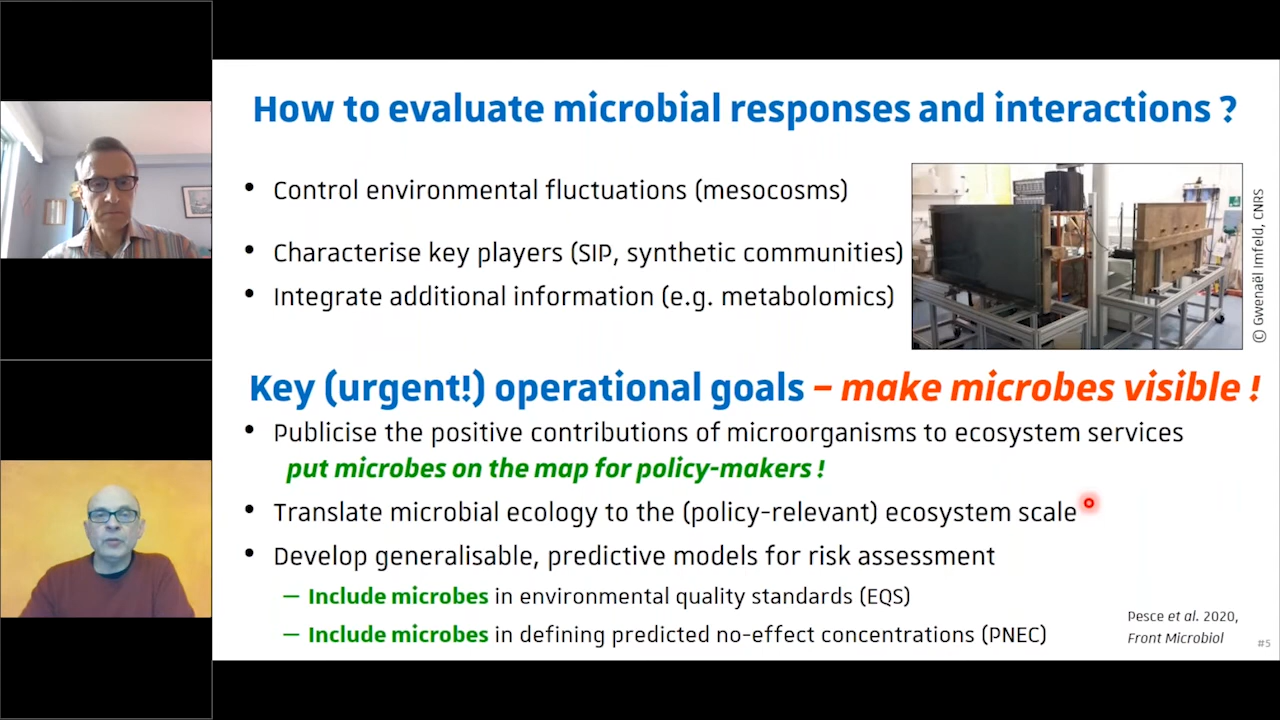 How to evaluate microbial responses and interactions ?
• Control environmental fluctuations (mesocosms)
• Characterise key players (SIP, synthetic communities)
• Integrate additional information (e.g. metabolomics)
© Gwenaël Imfeld, CNRS
Key (urgent!) operational goals – make microbes visible !
• Publicise the positive contributions of microorganisms to ecosystem services
put microbes on the map for policy-makers !
• Translate microbial ecology to the (policy-relevant) ecosystem scale
• Develop generalisable, predictive models for risk assessment
– Include microbes in environmental quality standards (EQS)
– Include microbes in defining predicted no-effect concentrations (PNEC)
Pesce et al. 2020,
Front Microbiol
#5